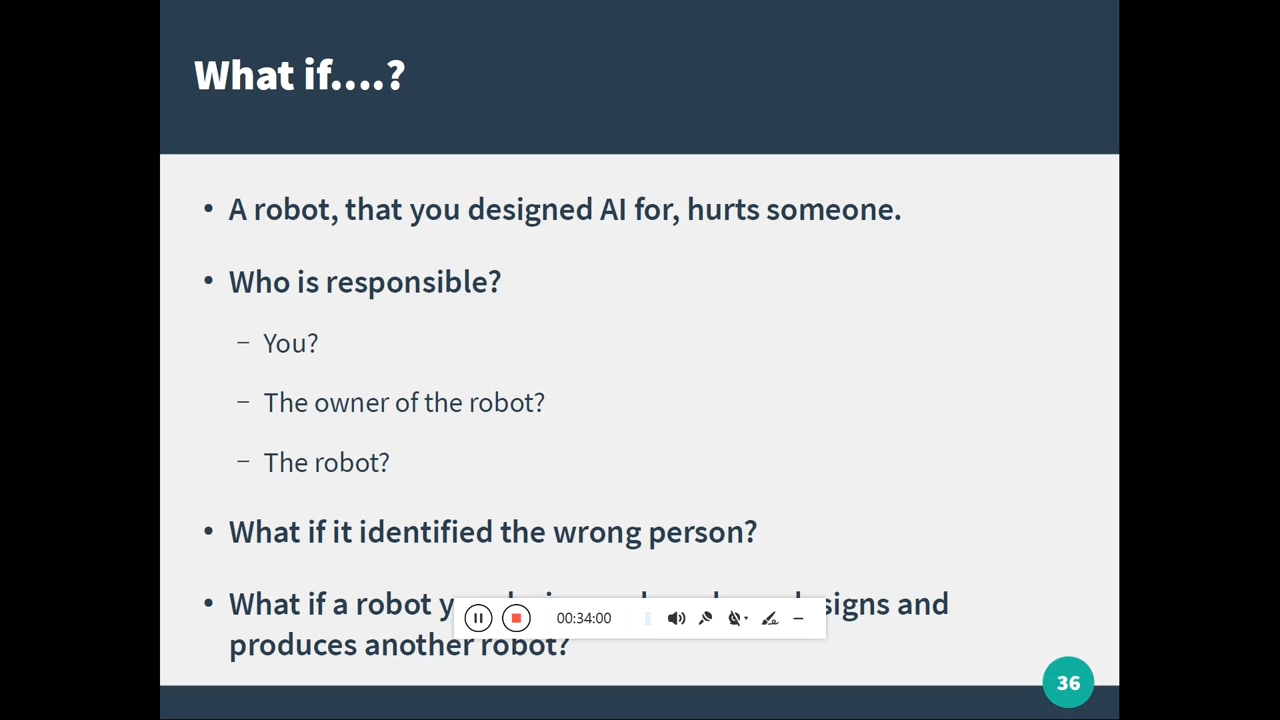 What if....?
• A robot, that you designed AI for, hurts someone.
• Who is responsible?
– You?
– The owner of the robot?
– The robot?
• What if it identified the wrong person?
• What if a robot and
produces another robot?
00:34:00
36